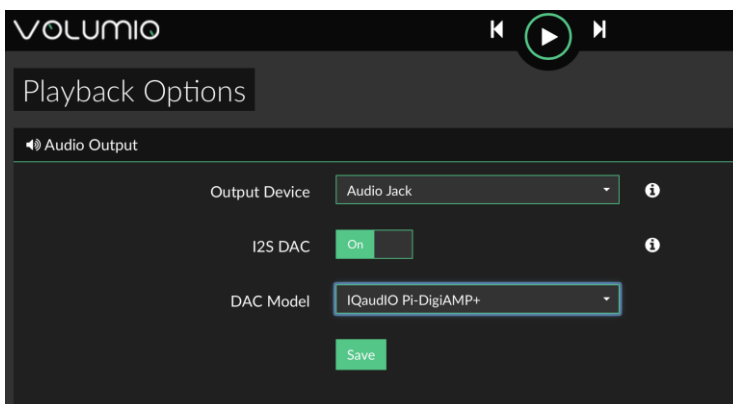 VOLUMIO
Playback Options
Audio Output
Output Device Audio Jack
I2S DAC On
DAC Model IQaudIO Pi-DigiAMP+
Save